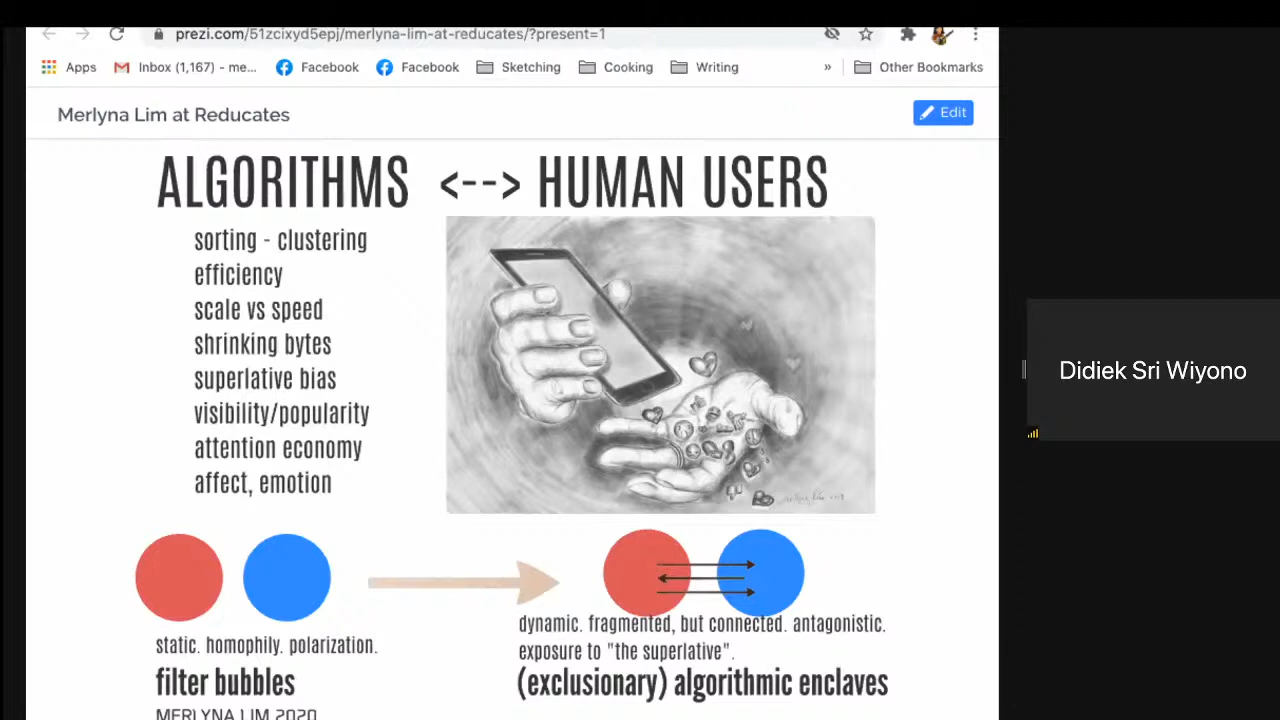 prezi.com/51zcixyd5epj/merlyna-lim-at-reducates/?present=1
Apps
Inbox (1,167) - me...
Facebook
Facebook
Sketching
Cooking
Writing
»
Other Bookmarks
Merlyna Lim at Reducates
Edit
ALGORITHMS <--> HUMAN USERS
sorting - clustering
efficiency
scale vs speed
shrinking bytes
superlative bias
visibility/popularity
attention economy
affect, emotion
static. homophily. polarization.
filter bubbles
MERLYNA LIM 2020
dynamic. fragmented, but connected. antagonistic.
exposure to "the superlative".
(exclusionary) algorithmic enclaves
Didiek Sri Wiyono